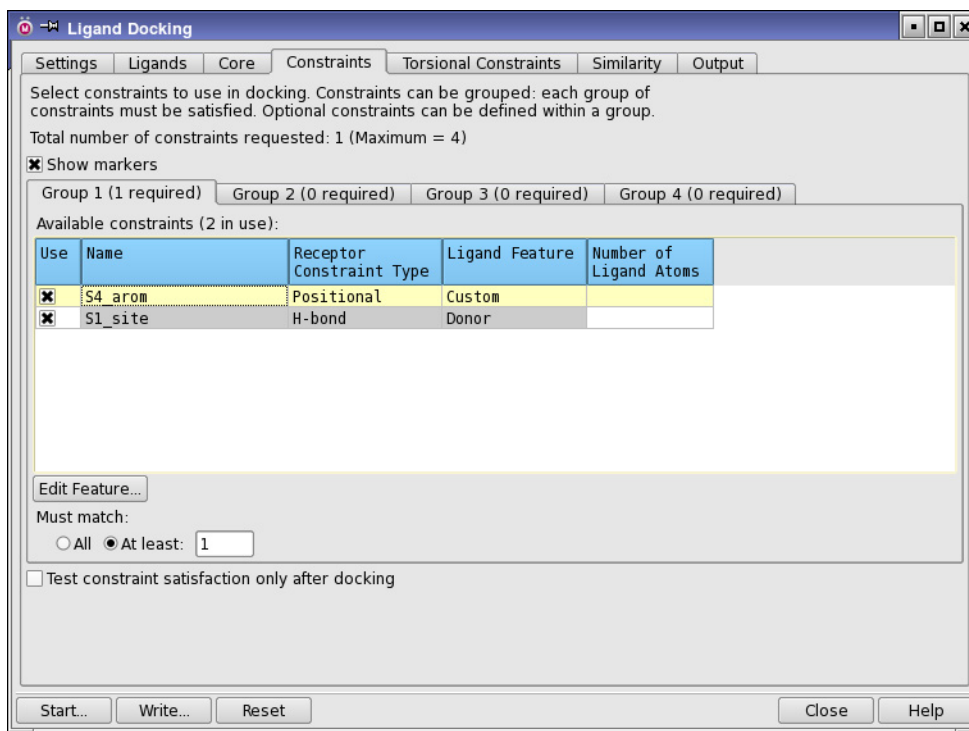 Ligand Docking
Settings Ligands Core Constraints Torsional Constraints Similarity Output
Select constraints to use in docking. Constraints can be grouped: each group of
constraints must be satisfied. Optional constraints can be defined within a group.
Total number of constraints requested: 1 (Maximum = 4)
Show markers
Group 1 (1 required) Group 2 (0 required) Group 3 (0 required) Group 4 (0 required)
Available constraints (2 in use):
Use Name Receptor Constraint Type Ligand Feature Number of Ligand Atoms
S4_arom Positional Custom
S1_site H-bond Donor
Edit Feature...
Must match:
All At least: 1
Test constraint satisfaction only after docking
Start... Write... Reset Close Help